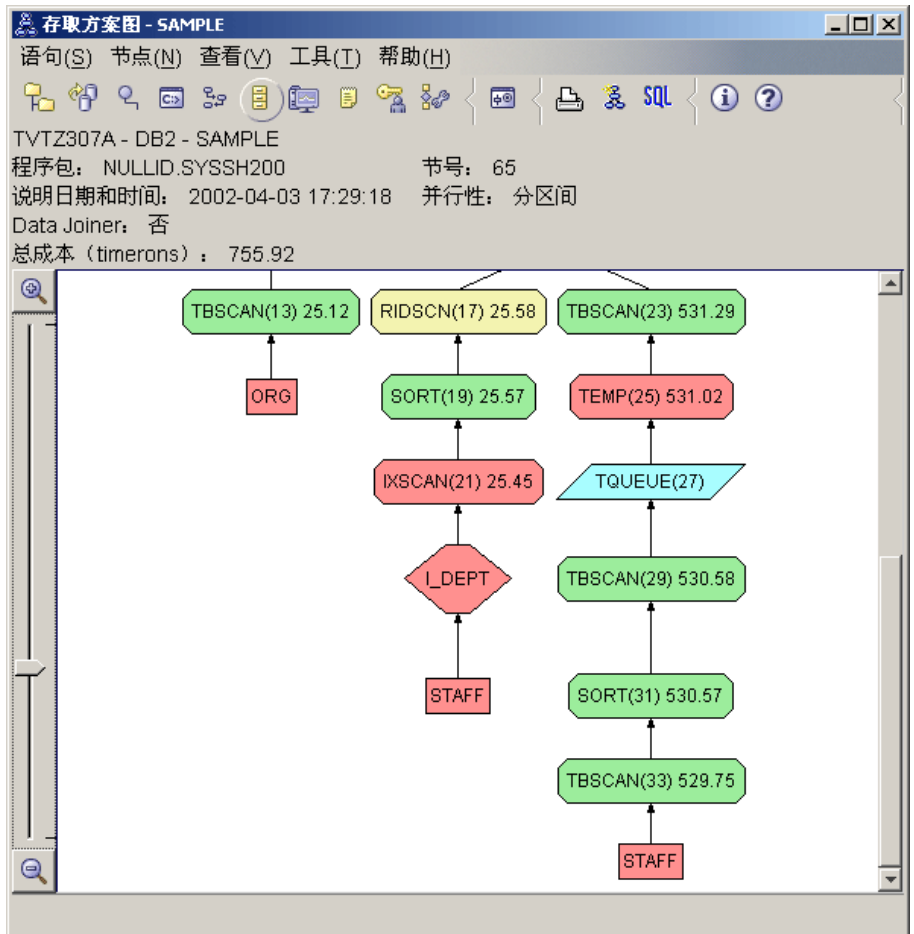 存取方案图 - SAMPLE
语句(S) 节点(N) 查看(V) 工具(T) 帮助(H)
SQL
TVTZ307A - DB2 - SAMPLE
程序包： NULLID.SYSSH200 节号： 65
说明日期和时间： 2002-04-03 17:29:18 并行性： 分区间
Data Joiner： 否
总成本（timerons）： 755.92
TBSCAN(13) 25.12 RIDSCN(17) 25.58 TBSCAN(23) 531.29
ORG SORT(19) 25.57 TEMP(25) 531.02
IXSCAN(21) 25.45 TQUEUE(27)
I_DEPT TBSCAN(29) 530.58
STAFF SORT(31) 530.57
TBSCAN(33) 529.75
STAFF